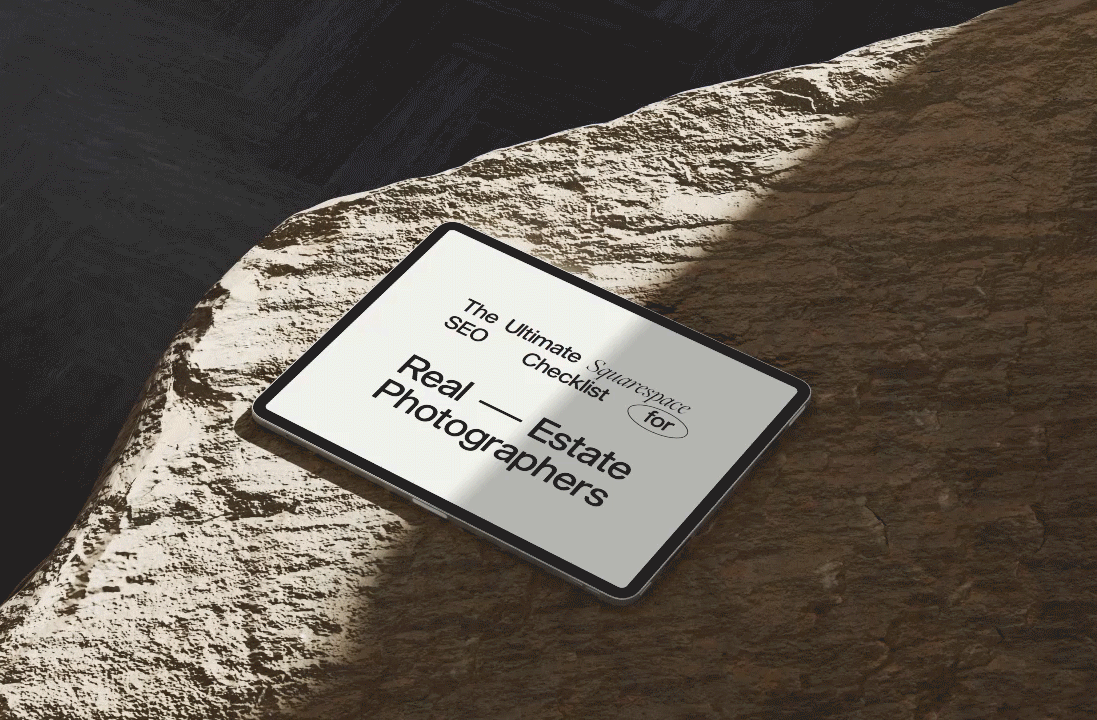 The Ultimate Squarespace
SEO Checklist for
Real — Estate
Photographers